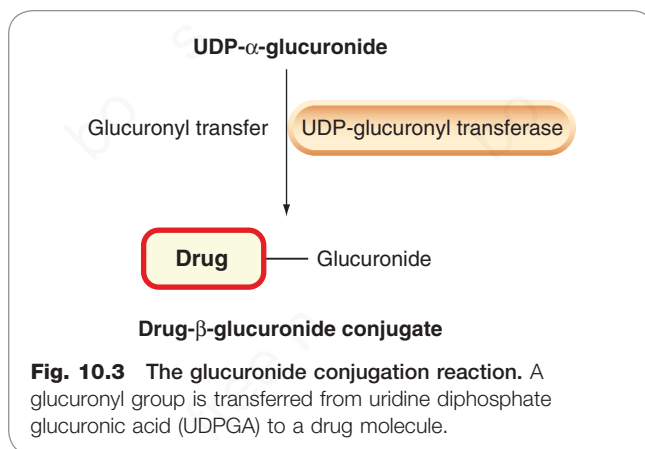 UDP-α-glucuronide
Glucuronyl transfer
UDP-glucuronyl transferase
Drug
Glucuronide
Drug-β-glucuronide conjugate
Fig. 10.3 The glucuronide conjugation reaction. A
glucuronyl group is transferred from uridine diphosphate
glucuronic acid (UDPGA) to a drug molecule.